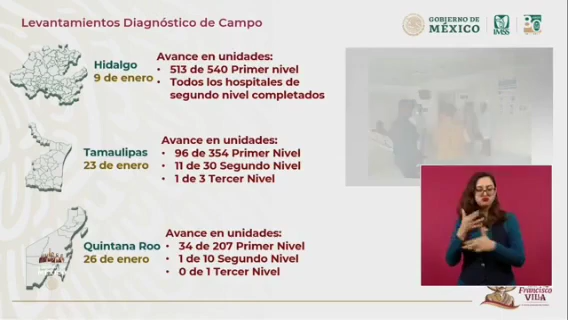 Levantamientos Diagnóstico de Campo
GOBIERNO DE
MÉXICO
IMSS
Hidalgo
9 de enero
Avance en unidades:
• 513 de 540 Primer nivel
• Todos los hospitales de
segundo nivel completados
Tamaulipas
23 de enero
Avance en unidades:
• 96 de 354 Primer Nivel
• 11 de 30 Segundo Nivel
• 1 de 3 Tercer Nivel
Quintana Roo
26 de enero
Avance en unidades:
• 34 de 207 Primer Nivel
• 1 de 10 Segundo Nivel
• 0 de 1 Tercer Nivel
Francisco
VILLA